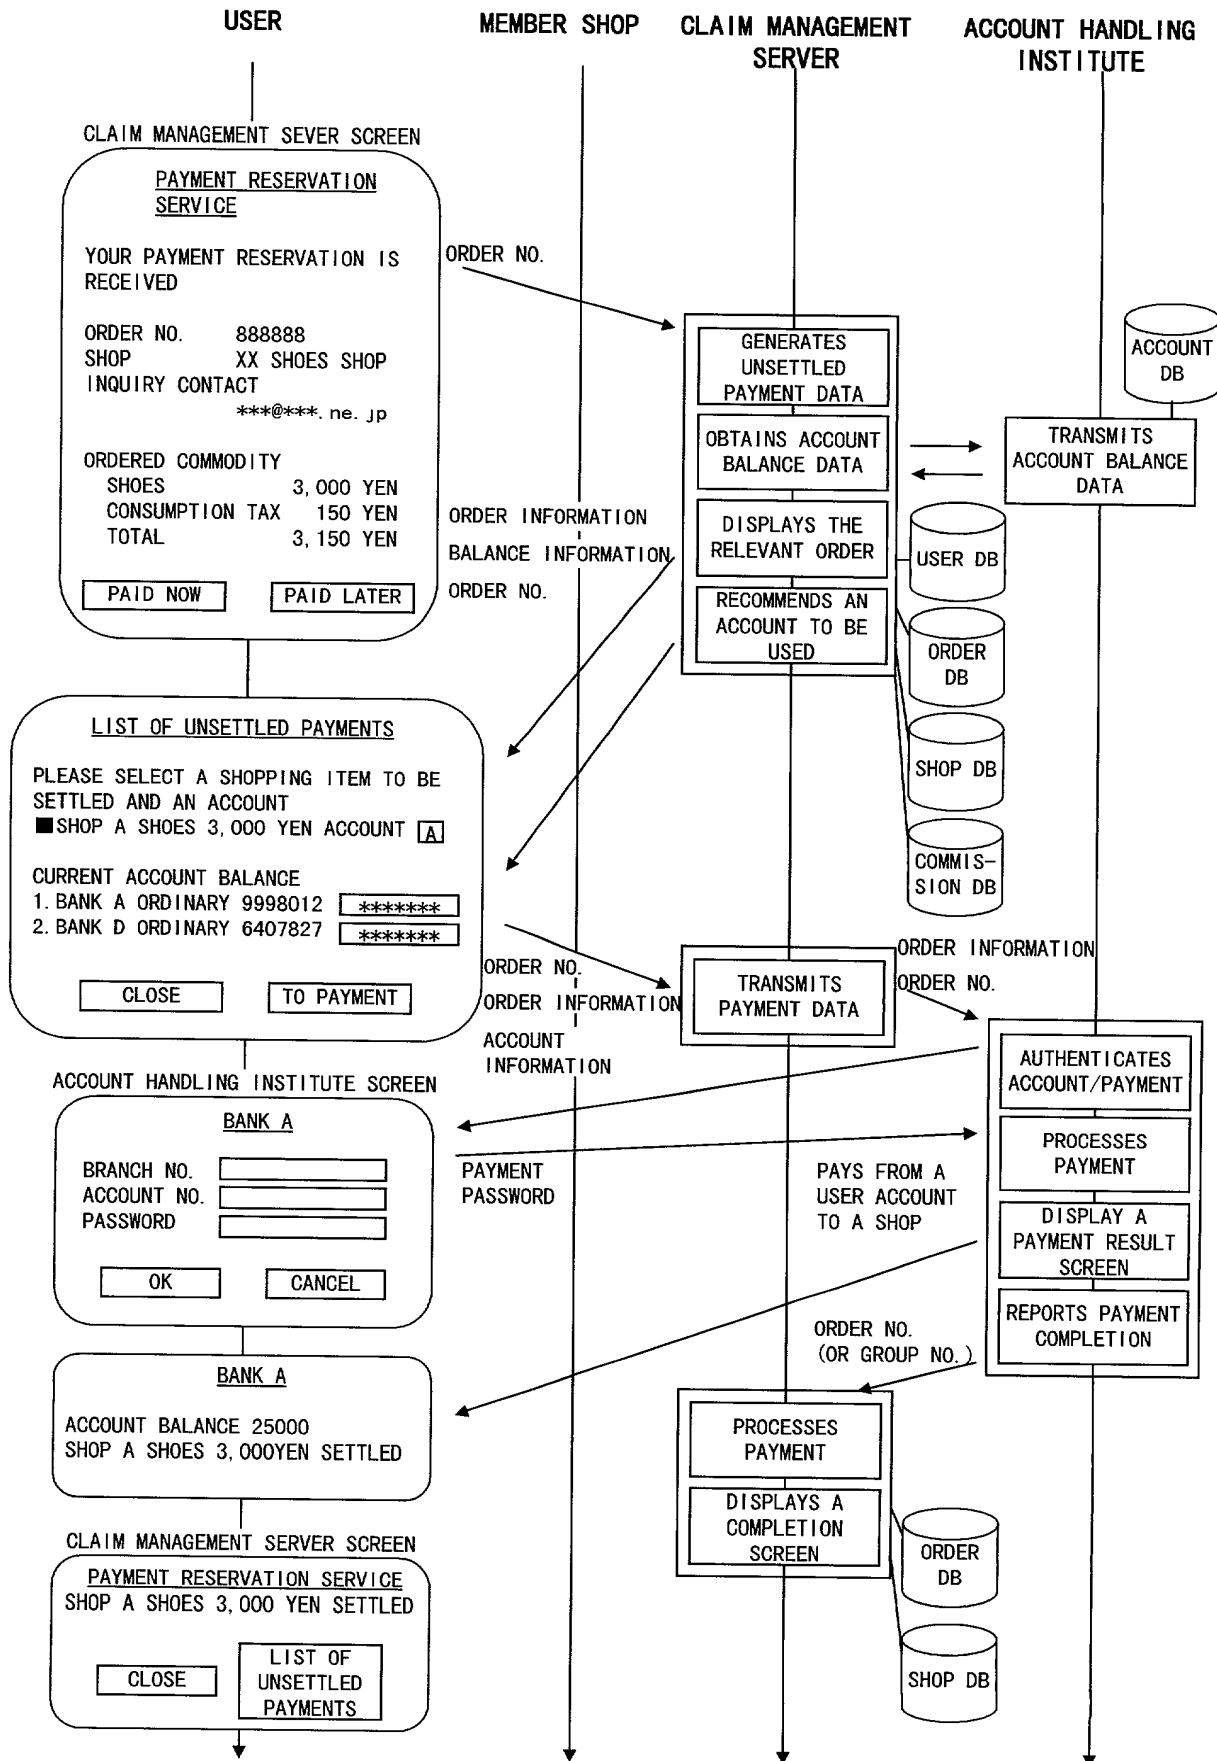 USER
MEMBER SHOP
CLAIM MANAGEMENT
SERVER
ACCOUNT HANDLING
INSTITUTE
CLAIM MANAGEMENT SEVER SCREEN
PAYMENT RESERVATION
SERVICE
YOUR PAYMENT RESERVATION IS
RECEIVED
ORDER NO. 888888
SHOP XX SHOES SHOP
INQUIRY CONTACT
***@***.ne.jp
ORDERED COMMODITY
SHOES 3,000 YEN
CONSUMPTION TAX 150 YEN
TOTAL 3,150 YEN
PAID NOW PAID LATER
ORDER NO.
GENERATES
UNSETTLED
PAYMENT DATA
OBTAINS ACCOUNT
BALANCE DATA
DISPLAYS THE
RELEVANT ORDER
RECOMMENDS AN
ACCOUNT TO BE
USED
ACCOUNT
DB
TRANSMITS
ACCOUNT BALANCE
DATA
USER DB
ORDER
DB
SHOP DB
COMMIS-
SION DB
ORDER INFORMATION
BALANCE INFORMATION
ORDER NO.
LIST OF UNSETTLED PAYMENTS
PLEASE SELECT A SHOPPING ITEM TO BE
SETTLED AND AN ACCOUNT
■SHOP A SHOES 3,000 YEN ACCOUNT A
CURRENT ACCOUNT BALANCE
1. BANK A ORDINARY 9998012 *******
2. BANK D ORDINARY 6407827 *******
CLOSE TO PAYMENT
ORDER NO.
ORDER INFORMATION
ACCOUNT
INFORMATION
TRANSMITS
PAYMENT DATA
ORDER INFORMATION
ORDER NO.
AUTHENTICATES
ACCOUNT/PAYMENT
PROCESSES
PAYMENT
DISPLAY A
PAYMENT RESULT
SCREEN
REPORTS PAYMENT
COMPLETION
ACCOUNT HANDLING INSTITUTE SCREEN
BANK A
BRANCH NO.
ACCOUNT NO.
PASSWORD
OK CANCEL
PAYMENT
PASSWORD
PAYS FROM A
USER ACCOUNT
TO A SHOP
ORDER NO.
(OR GROUP NO.)
BANK A
ACCOUNT BALANCE 25000
SHOP A SHOES 3,000YEN SETTLED
PROCESSES
PAYMENT
DISPLAYS A
COMPLETION
SCREEN
ORDER
DB
SHOP DB
CLAIM MANAGEMENT SERVER SCREEN
PAYMENT RESERVATION SERVICE
SHOP A SHOES 3,000 YEN SETTLED
CLOSE
LIST OF
UNSETTLED
PAYMENTS